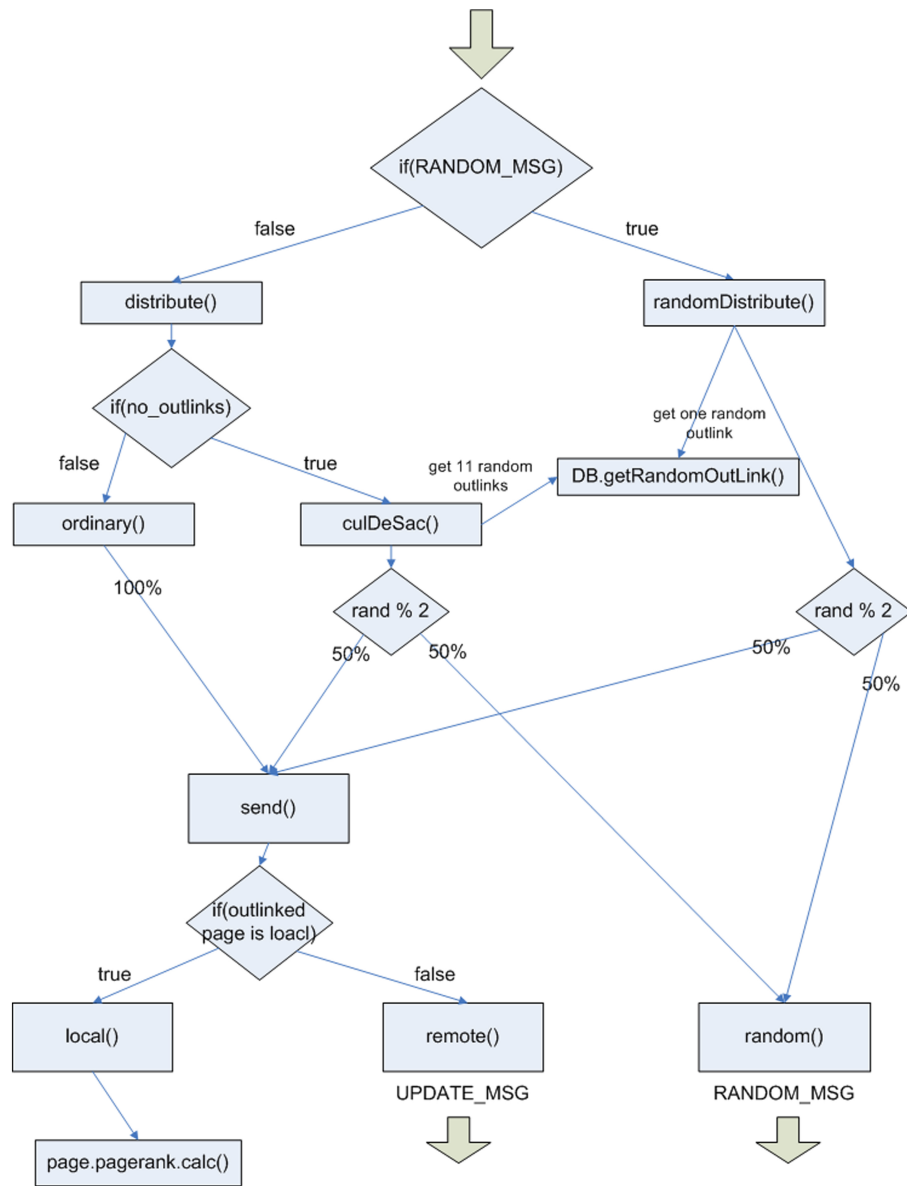 if(RANDOM_MSG)
false
true
distribute()
randomDistribute()
if(no_outlinks)
get one random
outlink
false
true
get 11 random
outlinks
DB.getRandomOutLink()
ordinary()
culDeSac()
100%
rand % 2
rand % 2
50%
50%
50%
50%
send()
if(outlinked
page is loacl)
true
false
local()
remote()
random()
UPDATE_MSG
RANDOM_MSG
page.pagerank.calc()